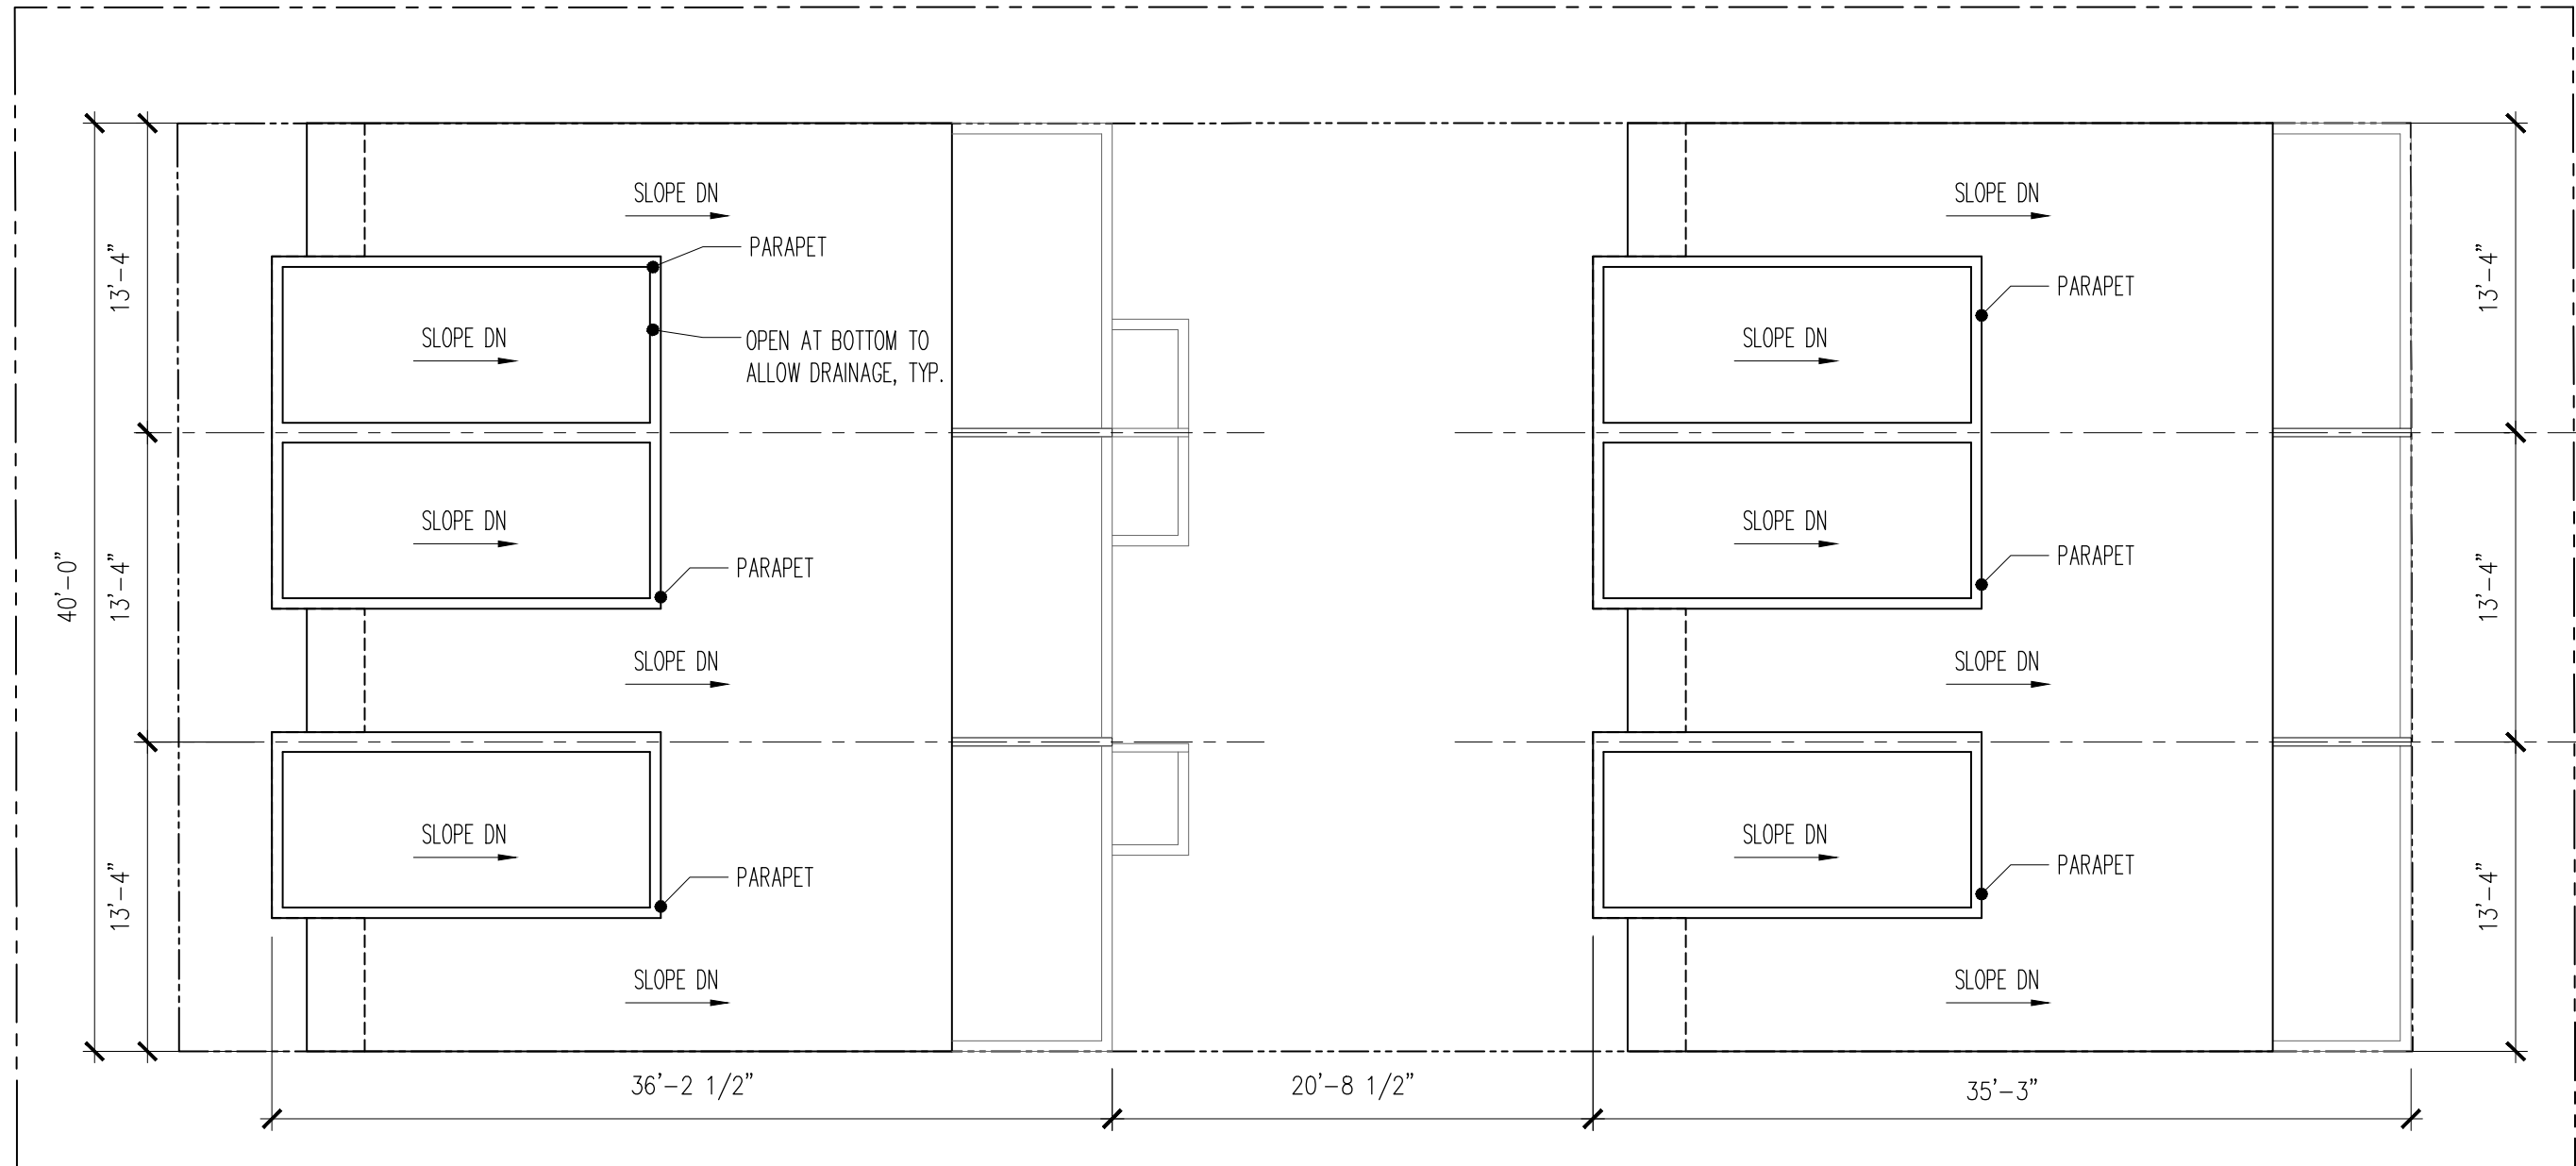 SLOPE DN
SLOPE DN
PARAPET
13'-4"
13'-4"
PARAPET
SLOPE DN
OPEN AT BOTTOM TO
ALLOW DRAINAGE, TYP.
SLOPE DN
SLOPE DN
SLOPE DN
40'-0"
13'-4"
PARAPET
PARAPET
13'-4"
SLOPE DN
SLOPE DN
SLOPE DN
SLOPE DN
13'-4"
PARAPET
PARAPET
13'-4"
SLOPE DN
SLOPE DN
36'-2 1/2"
20'-8 1/2"
35'-3"